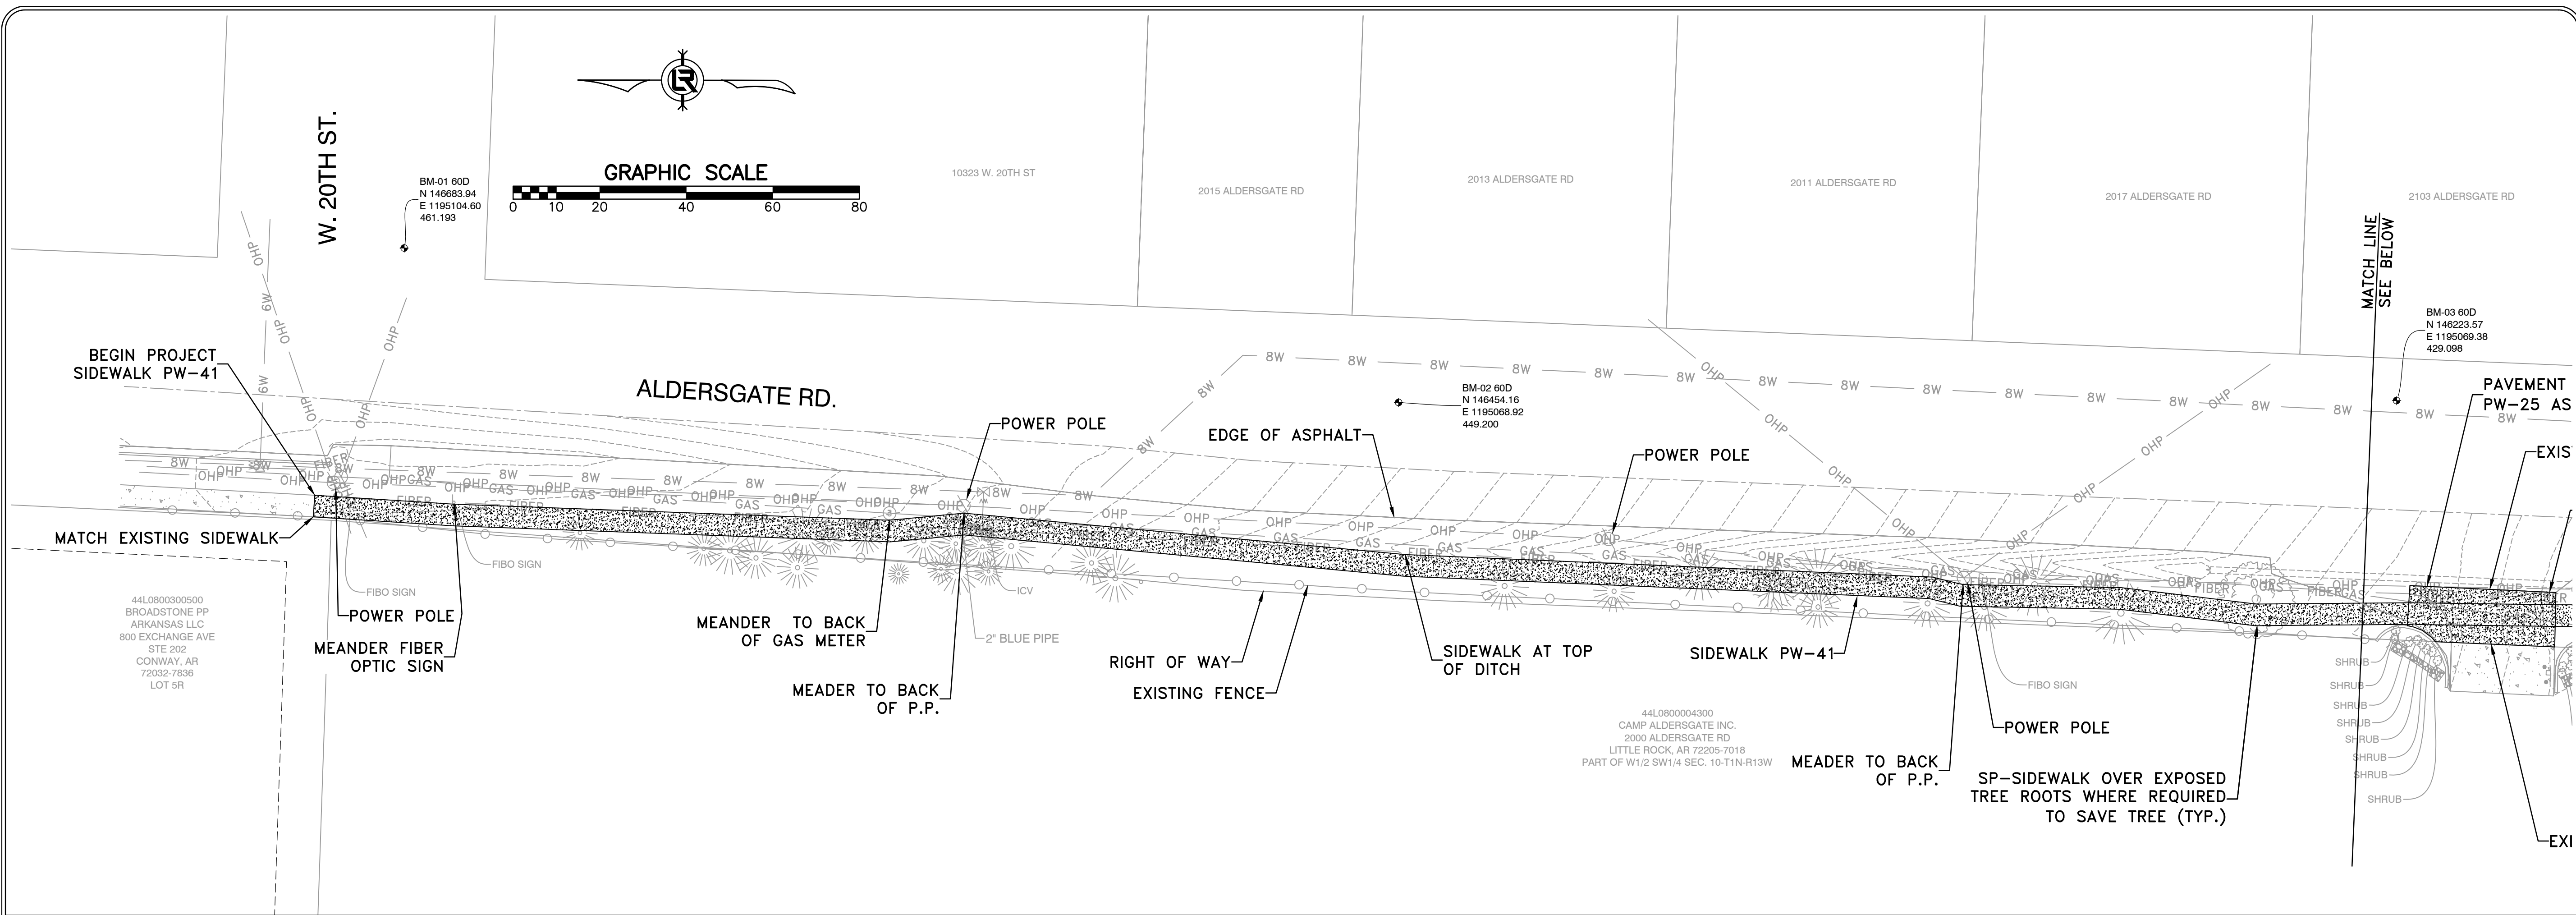 W. 20TH ST.
BM-01 60D
N 146683.94
E 1195104.60
461.193
LR
GRAPHIC SCALE
0 10 20 40 60 80
10323 W. 20TH ST
2015 ALDERSGATE RD
2013 ALDERSGATE RD
2011 ALDERSGATE RD
2017 ALDERSGATE RD
2103 ALDERSGATE RD
MATCH LINE
SEE BELOW
BM-03 60D
N 146223.57
E 1195069.38
429.098
BM-02 60D
N 146454.16
E 1195068.92
449.200
BEGIN PROJECT
SIDEWALK PW-41
ALDERSGATE RD.
POWER POLE
EDGE OF ASPHALT
POWER POLE
PAVEMENT
PW-25 AS
EXIS
OHP
6W
8W
GAS
FIBER
MATCH EXISTING SIDEWALK
FIBO SIGN
FIBO SIGN
POWER POLE
MEANDER FIBER
OPTIC SIGN
44L0800300500
BROADSTONE PP
ARKANSAS LLC
800 EXCHANGE AVE
STE 202
CONWAY, AR
72032-7836
LOT 5R
MEANDER TO BACK
OF GAS METER
ICV
2" BLUE PIPE
MEADER TO BACK
OF P.P.
RIGHT OF WAY
EXISTING FENCE
SIDEWALK AT TOP
OF DITCH
SIDEWALK PW-41
44L0800004300
CAMP ALDERSGATE INC.
2000 ALDERSGATE RD
LITTLE ROCK, AR 72205-7018
PART OF W1/2 SW1/4 SEC. 10-T1N-R13W
MEADER TO BACK
OF P.P.
FIBO SIGN
POWER POLE
SP-SIDEWALK OVER EXPOSED
TREE ROOTS WHERE REQUIRED
TO SAVE TREE (TYP.)
SHRUB
SHRUB
SHRUB
SHRUB
SHRUB
SHRUB
SHRUB
SHRUB
EXI